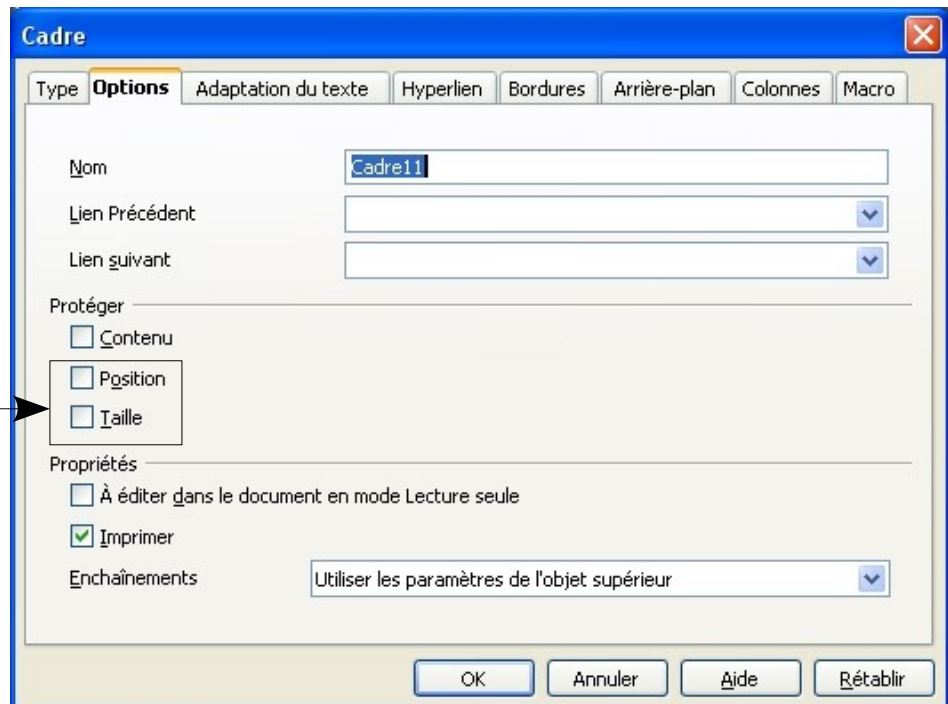 Cadre
Type Options Adaptation du texte Hyperlien Bordures Arrière-plan Colonnes Macro
Nom Cadre11
Lien Précédent
Lien suivant
Protéger
Contenu
Position
Taille
Propriétés
À éditer dans le document en mode Lecture seule
Imprimer
Enchaînements Utiliser les paramètres de l'objet supérieur
OK Annuler Aide Rétablir